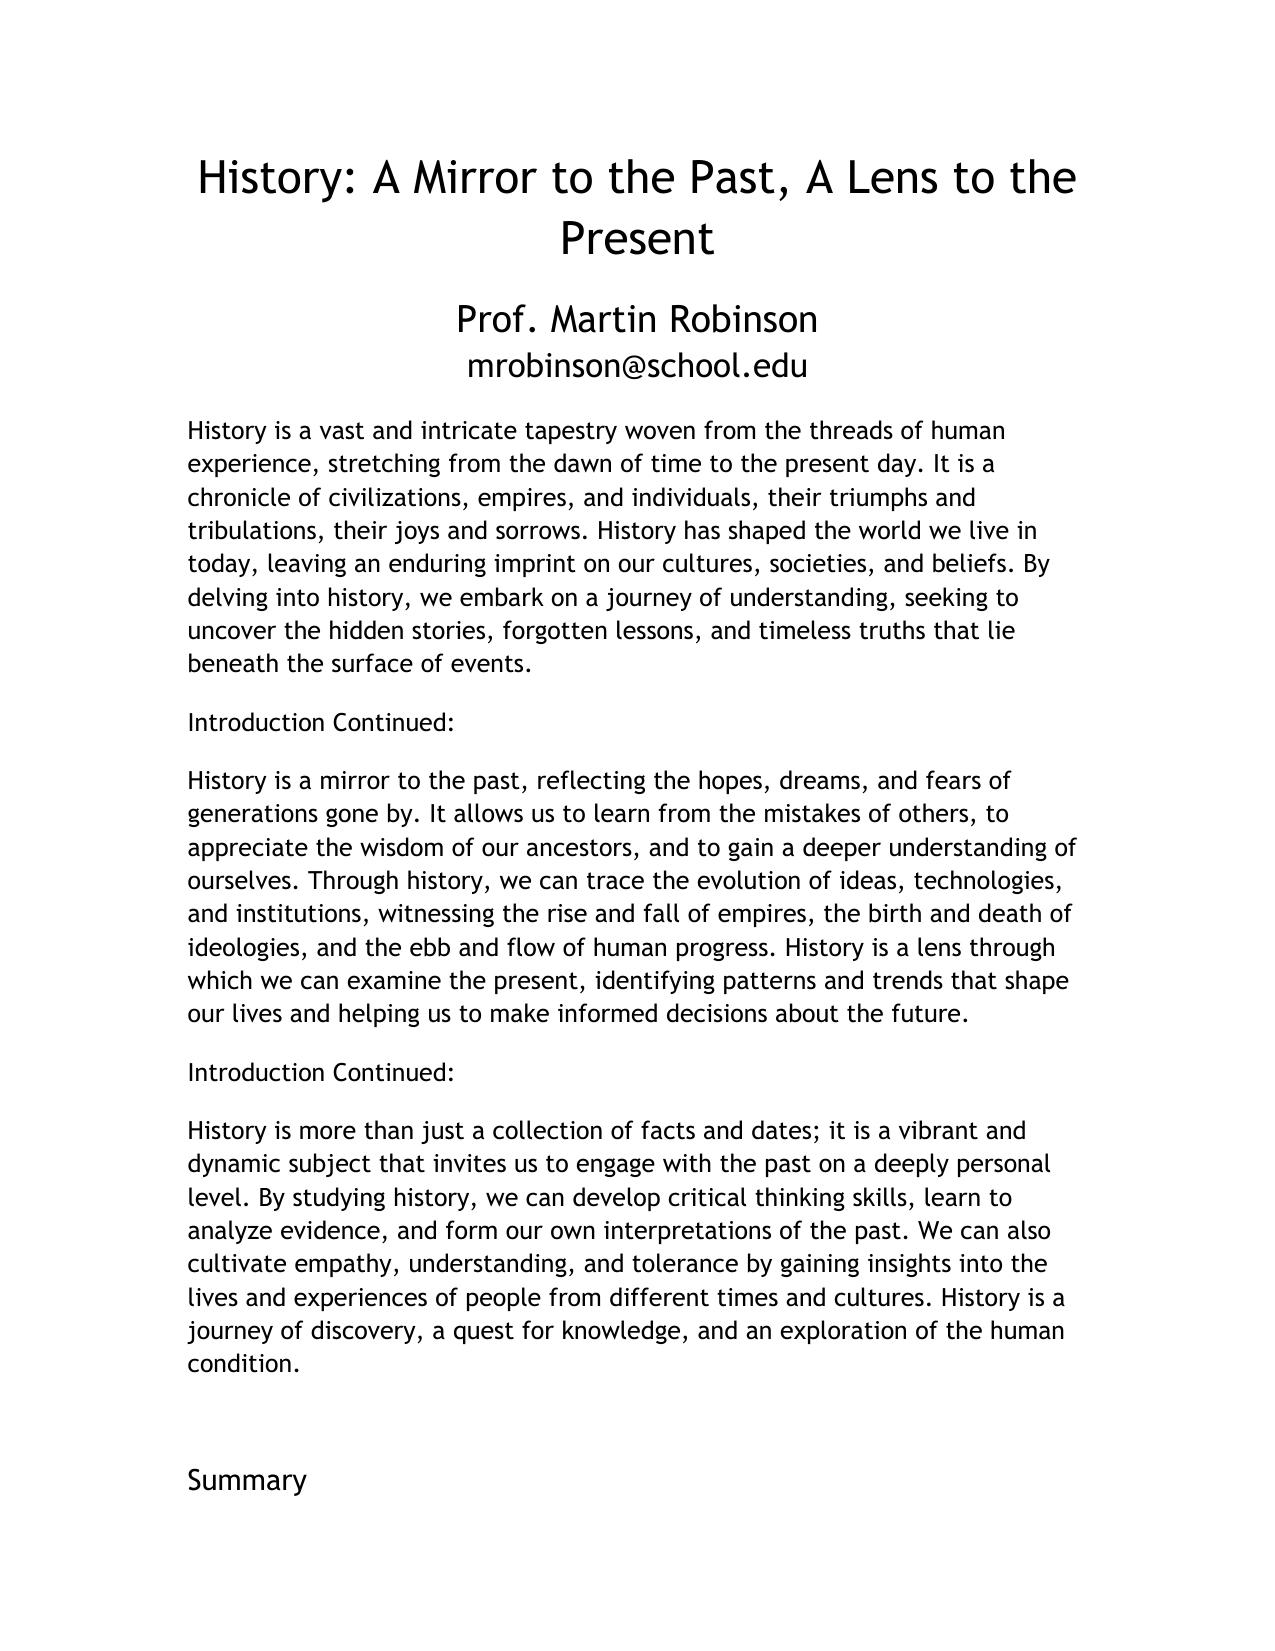 History: A Mirror to the Past, A Lens to the
Present
Prof. Martin Robinson
mrobinson@school.edu
History is a vast and intricate tapestry woven from the threads of human
experience, stretching from the dawn of time to the present day. It is a
chronicle of civilizations, empires, and individuals, their triumphs and
tribulations, their joys and sorrows. History has shaped the world we live in
today, leaving an enduring imprint on our cultures, societies, and beliefs. By
delving into history, we embark on a journey of understanding, seeking to
uncover the hidden stories, forgotten lessons, and timeless truths that lie
beneath the surface of events.
Introduction Continued:
History is a mirror to the past, reflecting the hopes, dreams, and fears of
generations gone by. It allows us to learn from the mistakes of others, to
appreciate the wisdom of our ancestors, and to gain a deeper understanding of
ourselves. Through history, we can trace the evolution of ideas, technologies,
and institutions, witnessing the rise and fall of empires, the birth and death of
ideologies, and the ebb and flow of human progress. History is a lens through
which we can examine the present, identifying patterns and trends that shape
our lives and helping us to make informed decisions about the future.
Introduction Continued:
History is more than just a collection of facts and dates; it is a vibrant and
dynamic subject that invites us to engage with the past on a deeply personal
level. By studying history, we can develop critical thinking skills, learn to
analyze evidence, and form our own interpretations of the past. We can also
cultivate empathy, understanding, and tolerance by gaining insights into the
lives and experiences of people from different times and cultures. History is a
journey of discovery, a quest for knowledge, and an exploration of the human
condition.
Summary